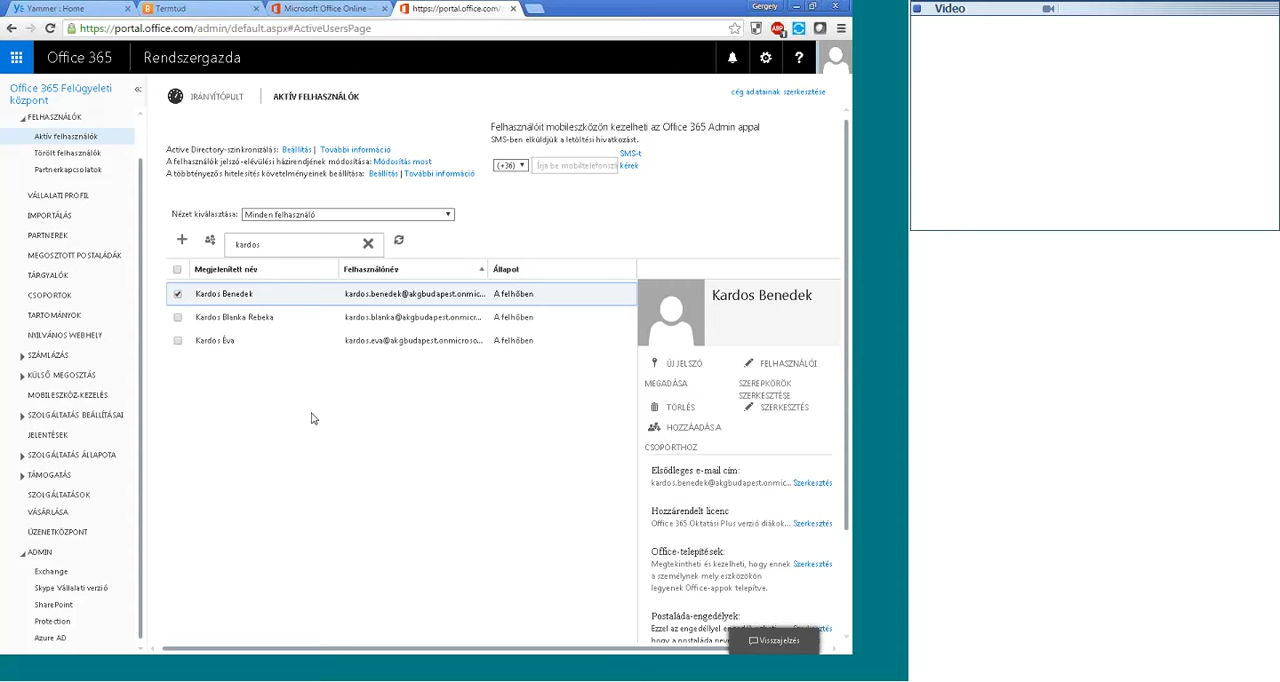 Yammer : Home
Termtud
Microsoft Office Online —
https://portal.office.com/a
Gergely
https://portal.office.com/admin/default.aspx#ActiveUsersPage
Office 365
Rendszergazda
Office 365 Felügyeleti központ
FELHASZNÁLÓK
Aktív felhasználók
Törölt felhasználók
Partnerkapcsolatok
VÁLLALATI PROFIL
IMPORTÁLÁS
PARTNEREK
MEGOSZTOTT POSTALÁDÁK
TÁRGYALÓK
CSOPORTOK
TARTOMÁNYOK
NYILVÁNOS WEBHELY
SZÁMLÁZÁS
KÜLSŐ MEGOSZTÁS
MOBILESZKÖZ-KEZELÉS
SZOLGÁLTATÁS BEÁLLÍTÁSAI
JELENTÉSEK
SZOLGÁLTATÁS ÁLLAPOTA
TÁMOGATÁS
SZOLGÁLTATÁSOK
VÁSÁRLÁSA
ÜZENETKÖZPONT
ADMIN
Exchange
Skype Vállalati verzió
SharePoint
Protection
Azure AD
IRÁNYÍTÓPULT
AKTÍV FELHASZNÁLÓK
cég adatainak szerkesztése
Felhasználóit mobileszközön kezelheti az Office 365 Admin appal
SMS-ben elküldjük a letöltési hivatkozást.
(+36)
Írja be mobiltelefonszá
SMS-t kérek
Active Directory-szinkronizálás: Beállítás | További információ
A felhasználók jelszó-elévülési házirendjének módosítása: Módosítás most
A többtényezős hitelesítés követelményeinek beállítása: Beállítás | További információ
Nézet kiválasztása: Minden felhasználó
kardos
Megjelenített név Felhasználónév Állapot
Kardos Benedek kardos.benedek@akgbudapest.onmic... A felhőben
Kardos Blanka Rebeka kardos.blanka@akgbudapest.onmicr... A felhőben
Kardos Éva kardos.eva@akgbudapest.onmicroso... A felhőben
Kardos Benedek
ÚJ JELSZÓ MEGADÁSA
FELHASZNÁLÓI SZEREPKÖRÖK SZERKESZTÉSE
TÖRLÉS
SZERKESZTÉS
HOZZÁADÁS A CSOPORTHOZ
Elsődleges e-mail cím:
kardos.benedek@akgbudapest.onmic... Szerkesztés
Hozzárendelt licenc
Office 365 Oktatási Plus verzió diákok... Szerkesztés
Office-telepítések:
Megtekintheti és kezelheti, hogy ennek Szerkesztés
a személynek mely eszközökön
legyenek Office-appok telepítve.
Postaláda-engedélyek:
Ezzel az engedéllyel
hogy a postaláda
Visszajelzés
Video